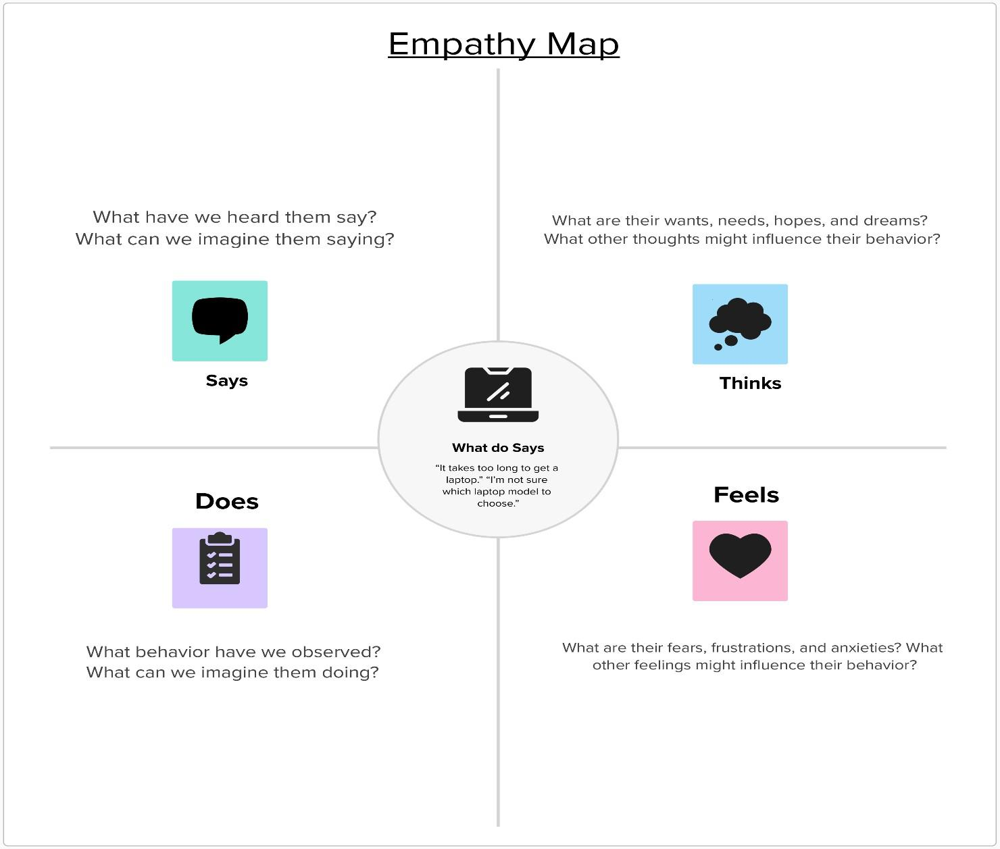 Empathy Map
What have we heard them say?
What can we imagine them saying?
Says
What are their wants, needs, hopes, and dreams?
What other thoughts might influence their behavior?
Thinks
What do Says
“It takes too long to get a
laptop.” “I’m not sure
which laptop model to
choose.”
Does
What behavior have we observed?
What can we imagine them doing?
Feels
What are their fears, frustrations, and anxieties? What
other feelings might influence their behavior?